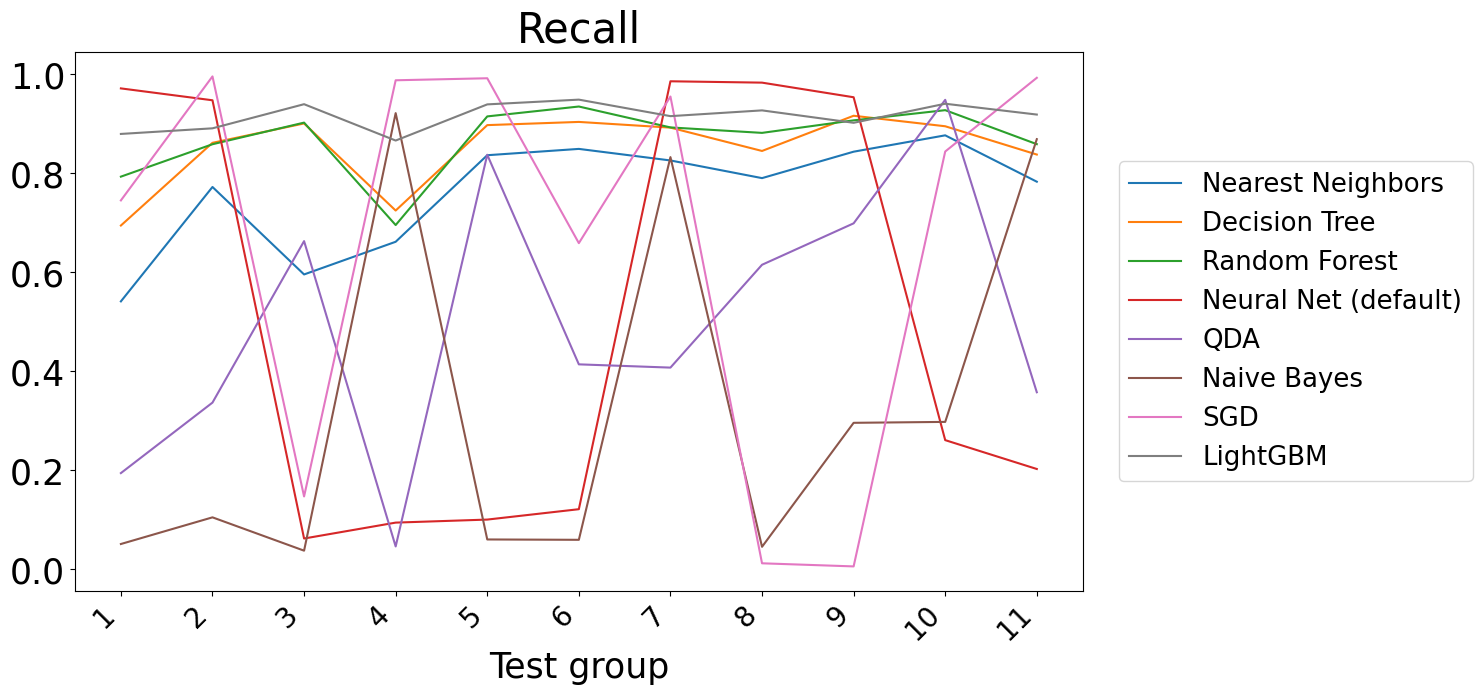 Recall
1.0
0.8
0.6
0.4
0.2
0.0
1 2 3 4 5 6 7 8 9 10 11
Test group
Nearest Neighbors
Decision Tree
Random Forest
Neural Net (default)
QDA
Naive Bayes
SGD
LightGBM